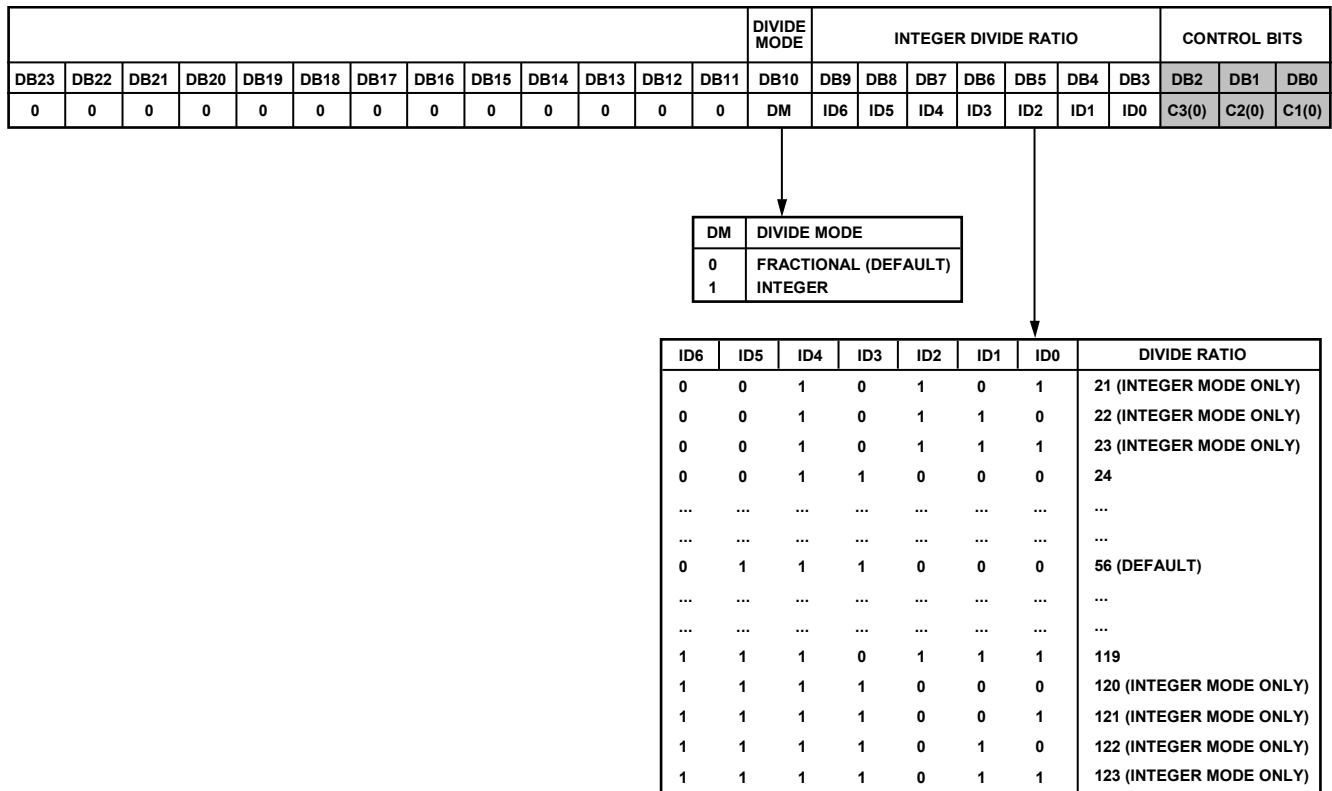 DIVIDE MODE INTEGER DIVIDE RATIO CONTROL BITS
DB23 DB22 DB21 DB20 DB19 DB18 DB17 DB16 DB15 DB14 DB13 DB12 DB11 DB10 DB9 DB8 DB7 DB6 DB5 DB4 DB3 DB2 DB1 DB0
0 0 0 0 0 0 0 0 0 0 0 0 0 DM ID6 ID5 ID4 ID3 ID2 ID1 ID0 C3(0) C2(0) C1(0)
DM DIVIDE MODE
0 FRACTIONAL (DEFAULT)
1 INTEGER
ID6 ID5 ID4 ID3 ID2 ID1 ID0 DIVIDE RATIO
0 0 1 0 1 0 1 21 (INTEGER MODE ONLY)
0 0 1 0 1 1 0 22 (INTEGER MODE ONLY)
0 0 1 0 1 1 1 23 (INTEGER MODE ONLY)
0 0 1 1 0 0 0 24
... ... ... ... ... ... ... ...
... ... ... ... ... ... ... ...
0 1 1 1 0 0 0 56 (DEFAULT)
... ... ... ... ... ... ... ...
... ... ... ... ... ... ... ...
1 1 1 0 1 1 1 119
1 1 1 1 0 0 0 120 (INTEGER MODE ONLY)
1 1 1 1 0 0 1 121 (INTEGER MODE ONLY)
1 1 1 1 0 1 0 122 (INTEGER MODE ONLY)
1 1 1 1 0 1 1 123 (INTEGER MODE ONLY)